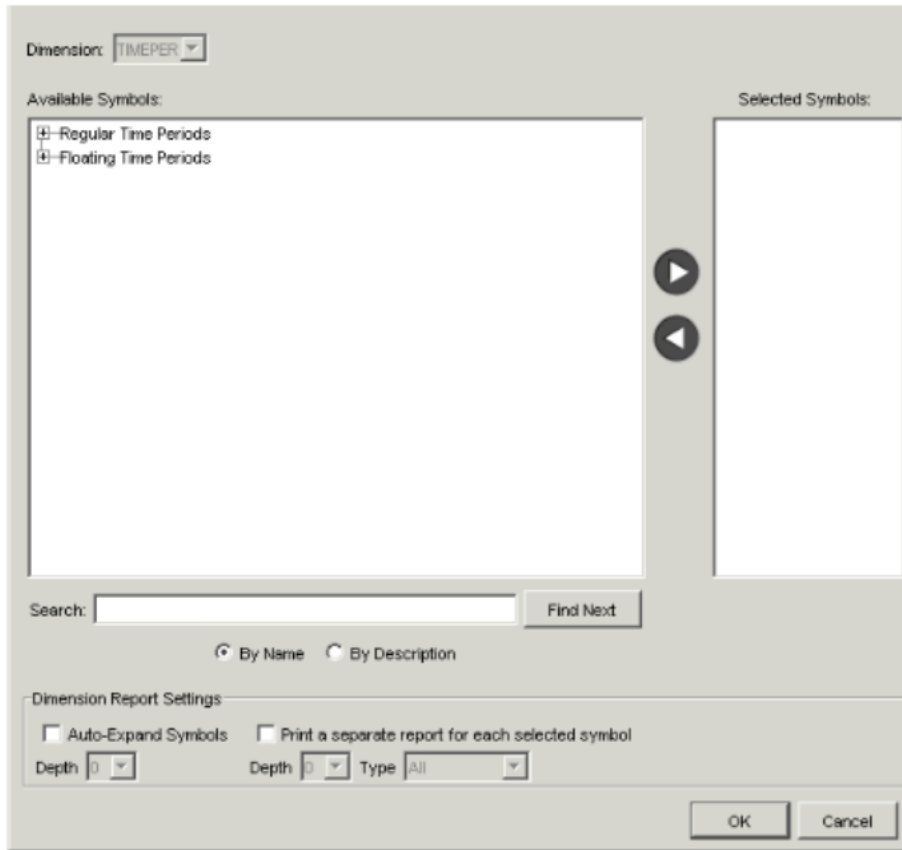 Dimension: TIMEPER
Available Symbols:
Selected Symbols:
Regular Time Periods
Floating Time Periods
Search:
Find Next
By Name By Description
Dimension Report Settings
Auto-Expand Symbols Print a separate report for each selected symbol
Depth 0 Depth 0 Type All
OK Cancel